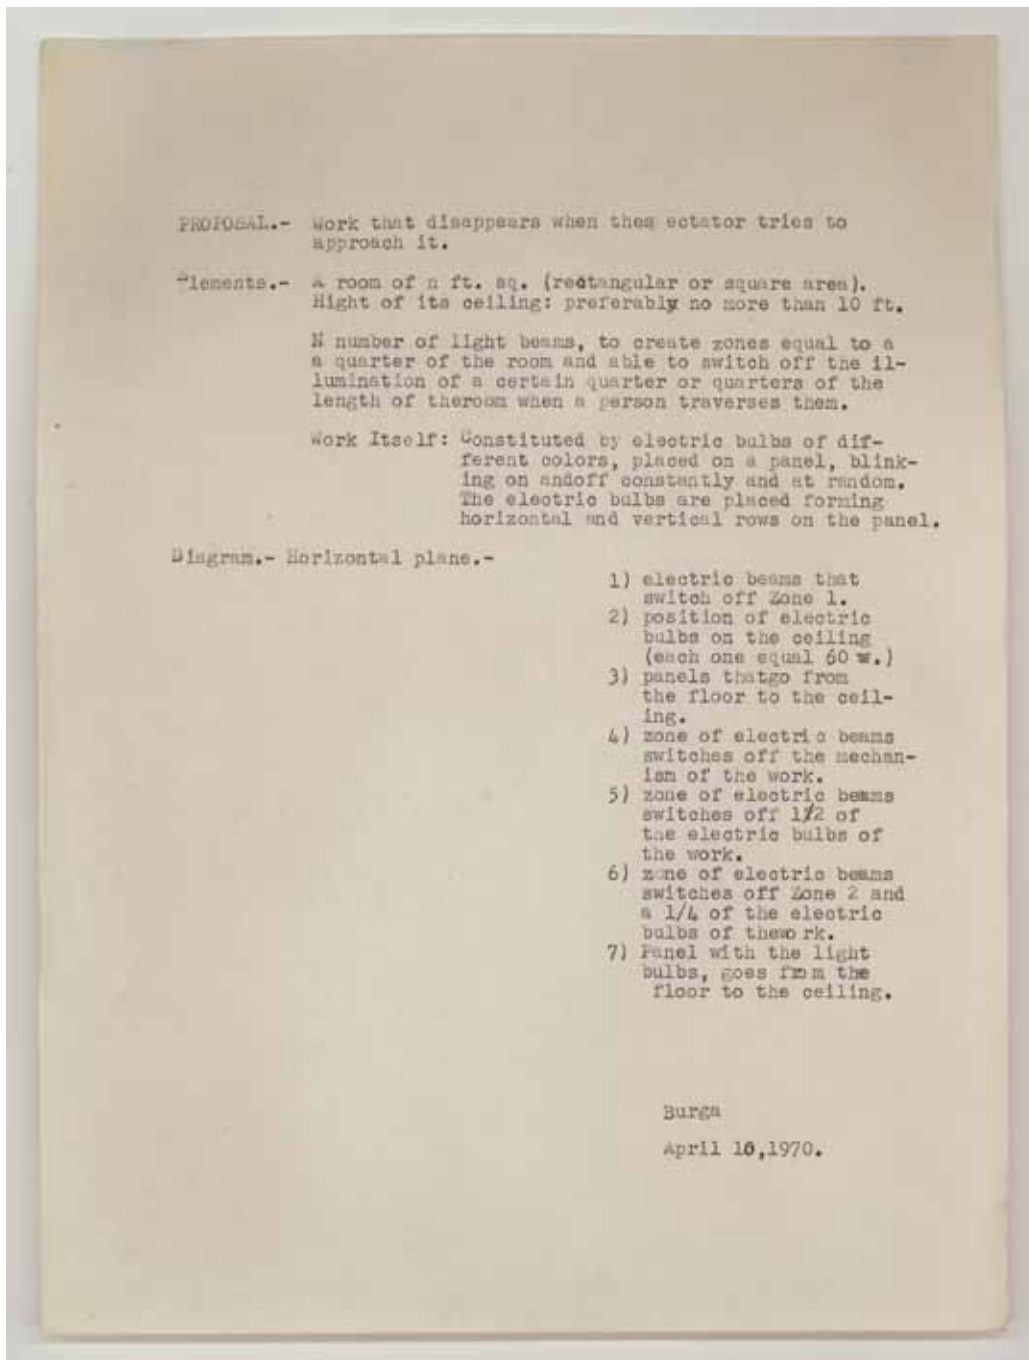 PROPOSAL.- Work that disappears when thes ectator tries to
approach it.
Elements.- A room of n ft. sq. (rectangular or square area).
Hight of its ceiling: preferably no more than 10 ft.
N number of light beams, to create zones equal to a
a quarter of the room and able to switch off the il-
lumination of a certain quarter or quarters of the
length of theroom when a person traverses them.
Work Itself: Constituted by electric bulbs of dif-
ferent colors, placed on a panel, blink-
ing on andoff constantly and at random.
The electric bulbs are placed forming
horizontal and vertical rows on the panel.
Diagram.- Horizontal plane.-
1) electric beams that
switch off Zone 1.
2) position of electric
bulbs on the ceiling
(each one equal 60 w.)
3) panels thatgo from
the floor to the ceil-
ing.
4) zone of electric beams
switches off the mechan-
ism of the work.
5) zone of electric beams
switches off 1/2 of
the electric bulbs of
the work.
6) zone of electric beams
switches off Zone 2 and
a 1/4 of the electric
bulbs of thewo rk.
7) Panel with the light
bulbs, goes from the
floor to the ceiling.
Burga
April 16,1970.